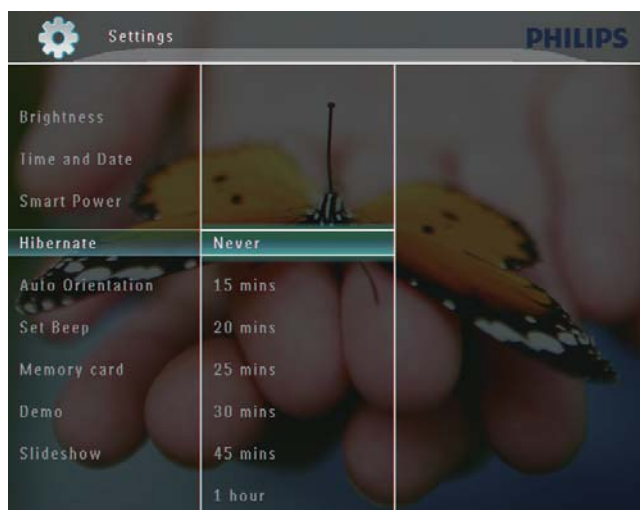 Settings
PHILIPS
Brightness
Time and Date
Smart Power
Hibernate
Auto Orientation
Set Beep
Memory card
Demo
Slideshow
Never
15 mins
20 mins
25 mins
30 mins
45 mins
1 hour